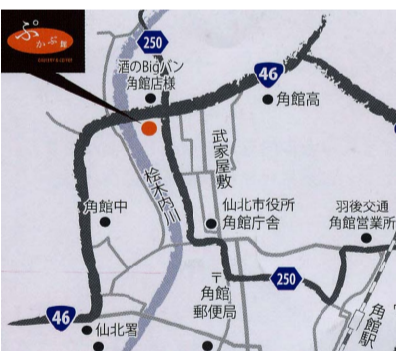 ぷ
かぷ館
250
酒のBigバン
角館店様
46
角館高
武家屋敷
桧木内川
角館中
仙北市役所
角館庁舎
羽後交通
角館営業所
〒
角館
郵便局
250
角館駅
46
仙北署